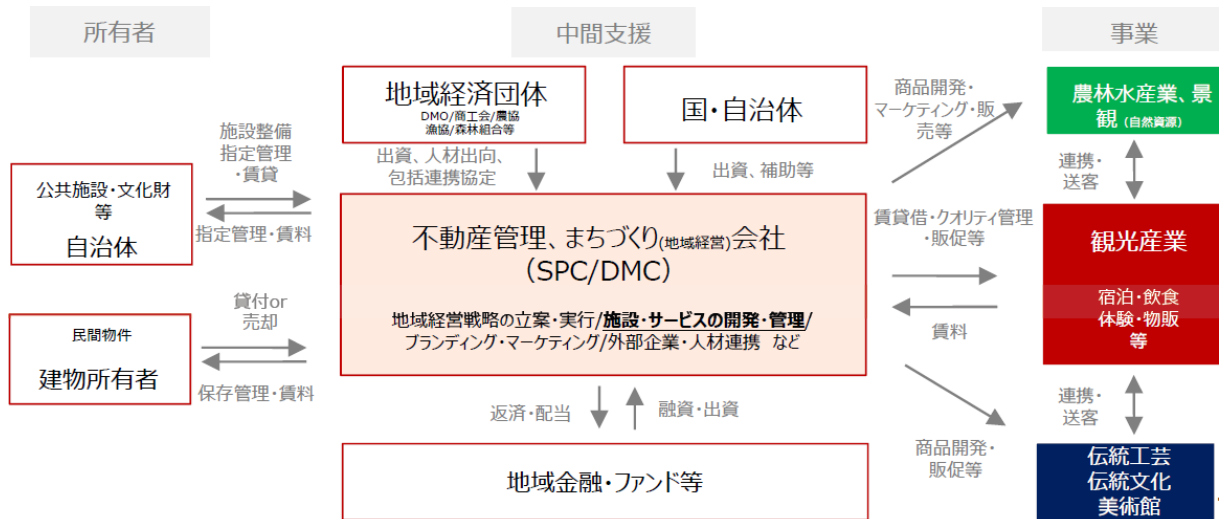 所有者
中間支援
事業
地域経済団体
DMO/商工会/農協
漁協/森林組合等
国・自治体
商品開発・
マーケティング・販
売等
農林水産業、景
観 (自然資源)
施設整備
指定管理
・賃貸
出資、人材出向、
包括連携協定
出資、補助等
連携・
送客
公共施設・文化財
等
自治体
指定管理・賃料
不動産管理、まちづくり(地域経営)会社
(SPC/DMC)
地域経営戦略の立案・実行/施設・サービスの開発・管理/
ブランディング・マーケティング/外部企業・人材連携 など
賃貸借・クオリティ管理
・販促等
賃料
観光産業
宿泊・飲食
体験・物販
等
貸付or
売却
民間物件
建物所有者
保存管理・賃料
返済・配当
融資・出資
連携・
送客
商品開発・
販促等
地域金融・ファンド等
伝統工芸
伝統文化
美術館